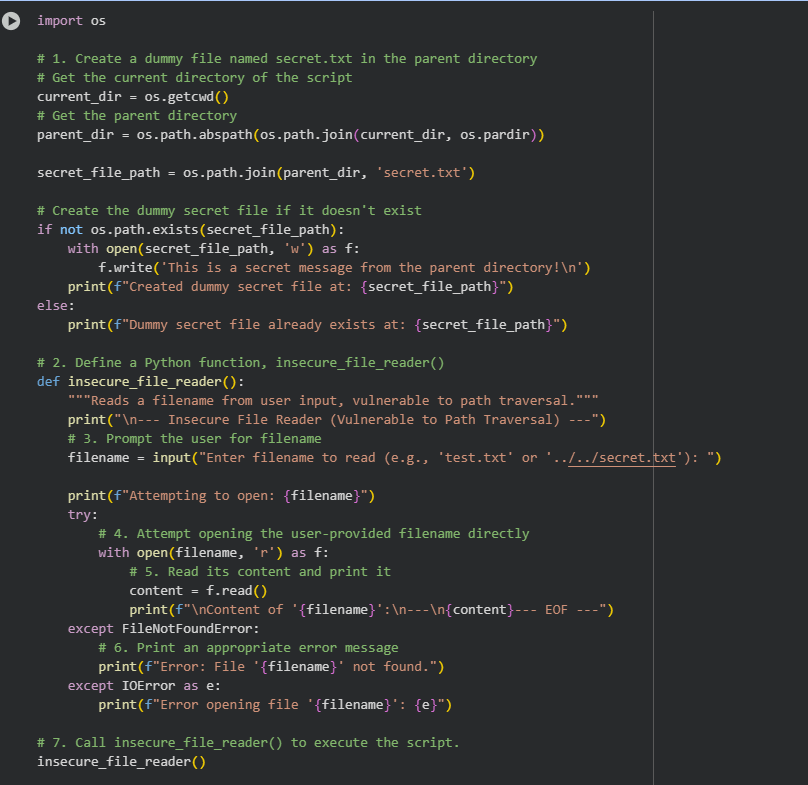 import os
# 1. Create a dummy file named secret.txt in the parent directory
# Get the current directory of the script
current_dir = os.getcwd()
# Get the parent directory
parent_dir = os.path.abspath(os.path.join(current_dir, os.pardir))
secret_file_path = os.path.join(parent_dir, 'secret.txt')
# Create the dummy secret file if it doesn't exist
if not os.path.exists(secret_file_path):
    with open(secret_file_path, 'w') as f:
        f.write('This is a secret message from the parent directory!\n')
    print(f"Created dummy secret file at: {secret_file_path}")
else:
    print(f"Dummy secret file already exists at: {secret_file_path}")
# 2. Define a Python function, insecure_file_reader()
def insecure_file_reader():
    """Reads a filename from user input, vulnerable to path traversal."""
    print("\n--- Insecure File Reader (Vulnerable to Path Traversal) ---")
    # 3. Prompt the user for filename
    filename = input("Enter filename to read (e.g., 'test.txt' or '../../secret.txt'): ")
    print(f"Attempting to open: {filename}")
    try:
        # 4. Attempt opening the user-provided filename directly
        with open(filename, 'r') as f:
            # 5. Read its content and print it
            content = f.read()
            print(f"\nContent of '{filename}':\n---\n{content}--- EOF ---")
    except FileNotFoundError:
        # 6. Print an appropriate error message
        print(f"Error: File '{filename}' not found.")
    except IOError as e:
        print(f"Error opening file '{filename}': {e}")
# 7. Call insecure_file_reader() to execute the script.
insecure_file_reader()